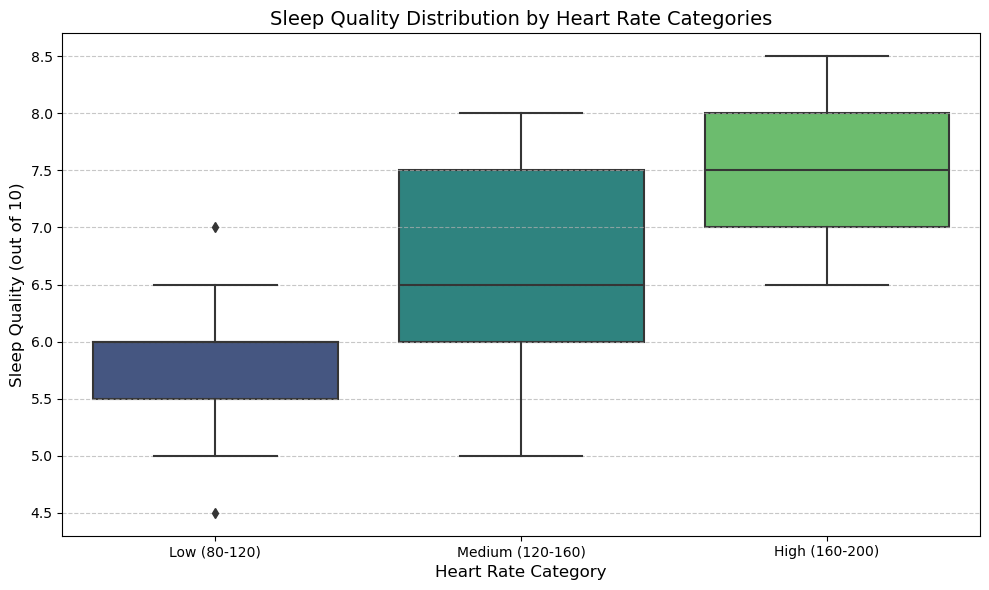 Sleep Quality Distribution by Heart Rate Categories
Sleep Quality (out of 10)
8.5
8.0
7.5
7.0
6.5
6.0
5.5
5.0
4.5
Low (80-120) Medium (120-160) High (160-200)
Heart Rate Category